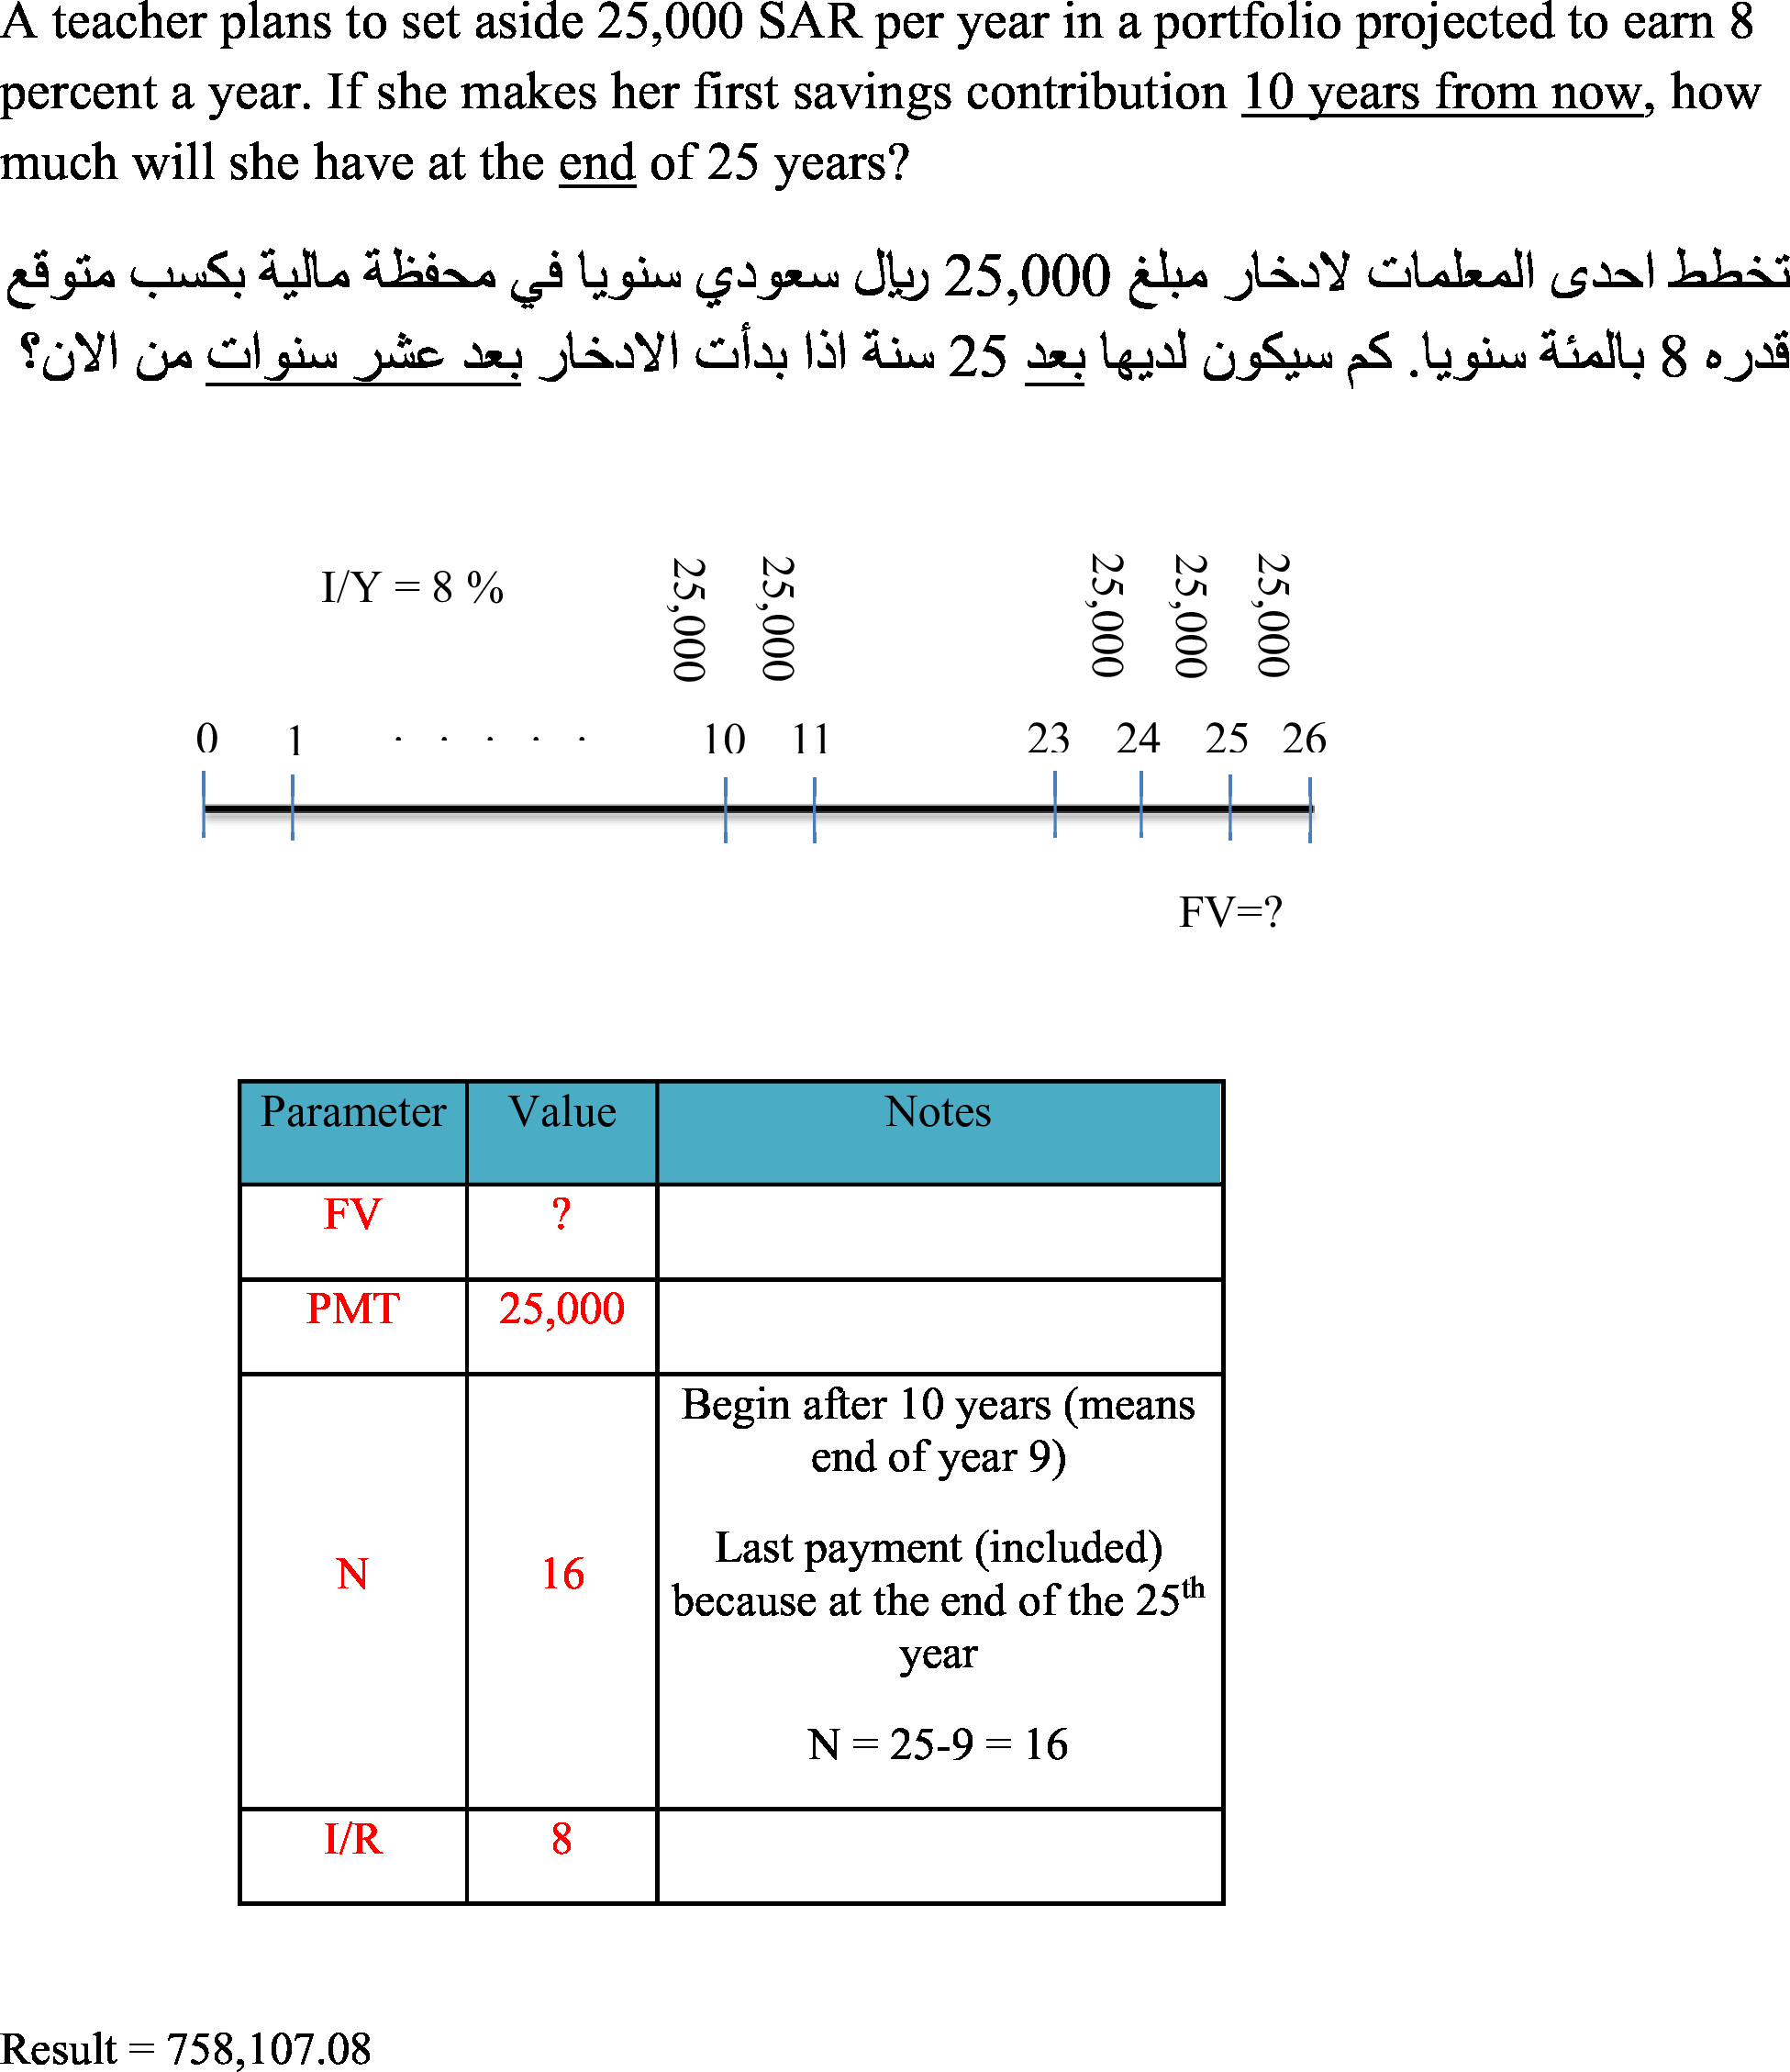 A teacher plans to set aside 25,000 SAR per year in a portfolio projected to earn 8
percent a year. If she makes her first savings contribution 10 years from now, how
much will she have at the end of 25 years?
تخطط احدى المعلمات لادخار مبلغ 25,000 ريال سعودي سنويا في محفظة مالية بكسب متوقع
قدره 8 بالمئة سنويا. كم سيكون لديها بعد 25 سنة اذا بدأت الادخار بعد عشر سنوات من الان؟
I/Y = 8 %
25,000 25,000 25,000 25,000 25,000
0 1 . . . . . 10 11 23 24 25 26
FV=?
Parameter Value Notes
FV ?
PMT 25,000
Begin after 10 years (means
end of year 9)
Last payment (included)
N 16 because at the end of the 25th
year
N = 25-9 = 16
I/R 8
Result = 758,107.08